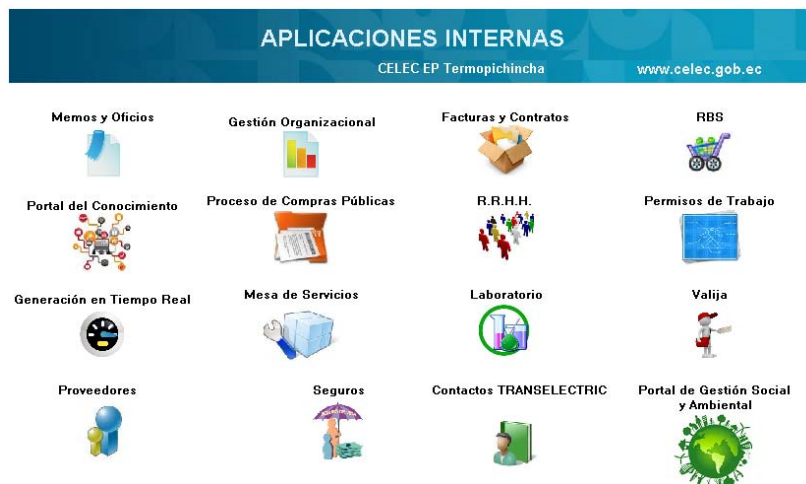 APLICACIONES INTERNAS
CELEC EP Termopichincha
www.celec.gob.ec
Memos y Oficios
Gestión Organizacional
Facturas y Contratos
RBS
Portal del Conocimiento
Proceso de Compras Públicas
R.R.H.H.
Permisos de Trabajo
Generación en Tiempo Real
Mesa de Servicios
Laboratorio
Valija
Proveedores
Seguros
Contactos TRANSELECTRIC
Portal de Gestión Social
y Ambiental